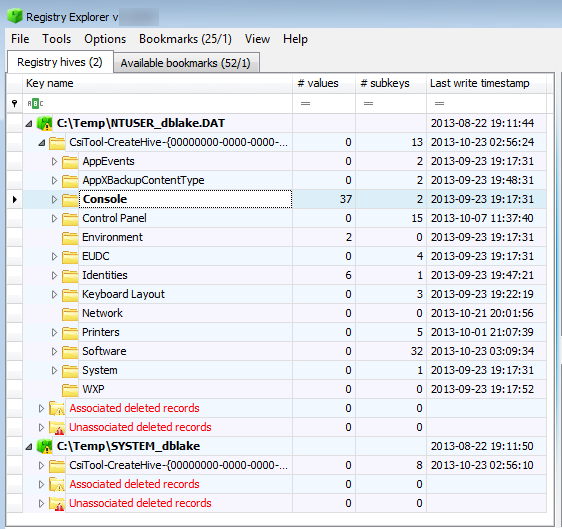 Registry Explorer v
File Tools Options Bookmarks (25/1) View Help
Registry hives (2) Available bookmarks (52/1)
Key name # values # subkeys Last write timestamp
= = =
C:\Temp\NTUSER_dblake.DAT 2013-08-22 19:11:44
CsiTool-CreateHive-{00000000-0000-0000-... 0 13 2013-10-23 02:56:24
AppEvents 0 2 2013-09-23 19:17:31
AppXBackupContentType 0 2 2013-09-23 19:48:31
Console 37 2 2013-09-23 19:17:31
Control Panel 0 15 2013-10-07 11:37:40
Environment 2 0 2013-09-23 19:17:31
EUDC 0 4 2013-09-23 19:17:31
Identities 6 1 2013-09-23 19:47:21
Keyboard Layout 0 3 2013-09-22 19:22:19
Network 0 0 2013-10-21 20:01:56
Printers 0 5 2013-10-01 21:07:39
Software 0 32 2013-10-23 03:09:34
System 0 1 2013-09-23 19:17:31
WXP 0 0 2013-09-23 19:17:52
Associated deleted records 0 0
Unassociated deleted records 0 0
C:\Temp\SYSTEM_dblake 2013-08-22 19:11:50
CsiTool-CreateHive-{00000000-0000-0000-... 0 8 2013-10-23 02:56:10
Associated deleted records 0 0
Unassociated deleted records 0 0